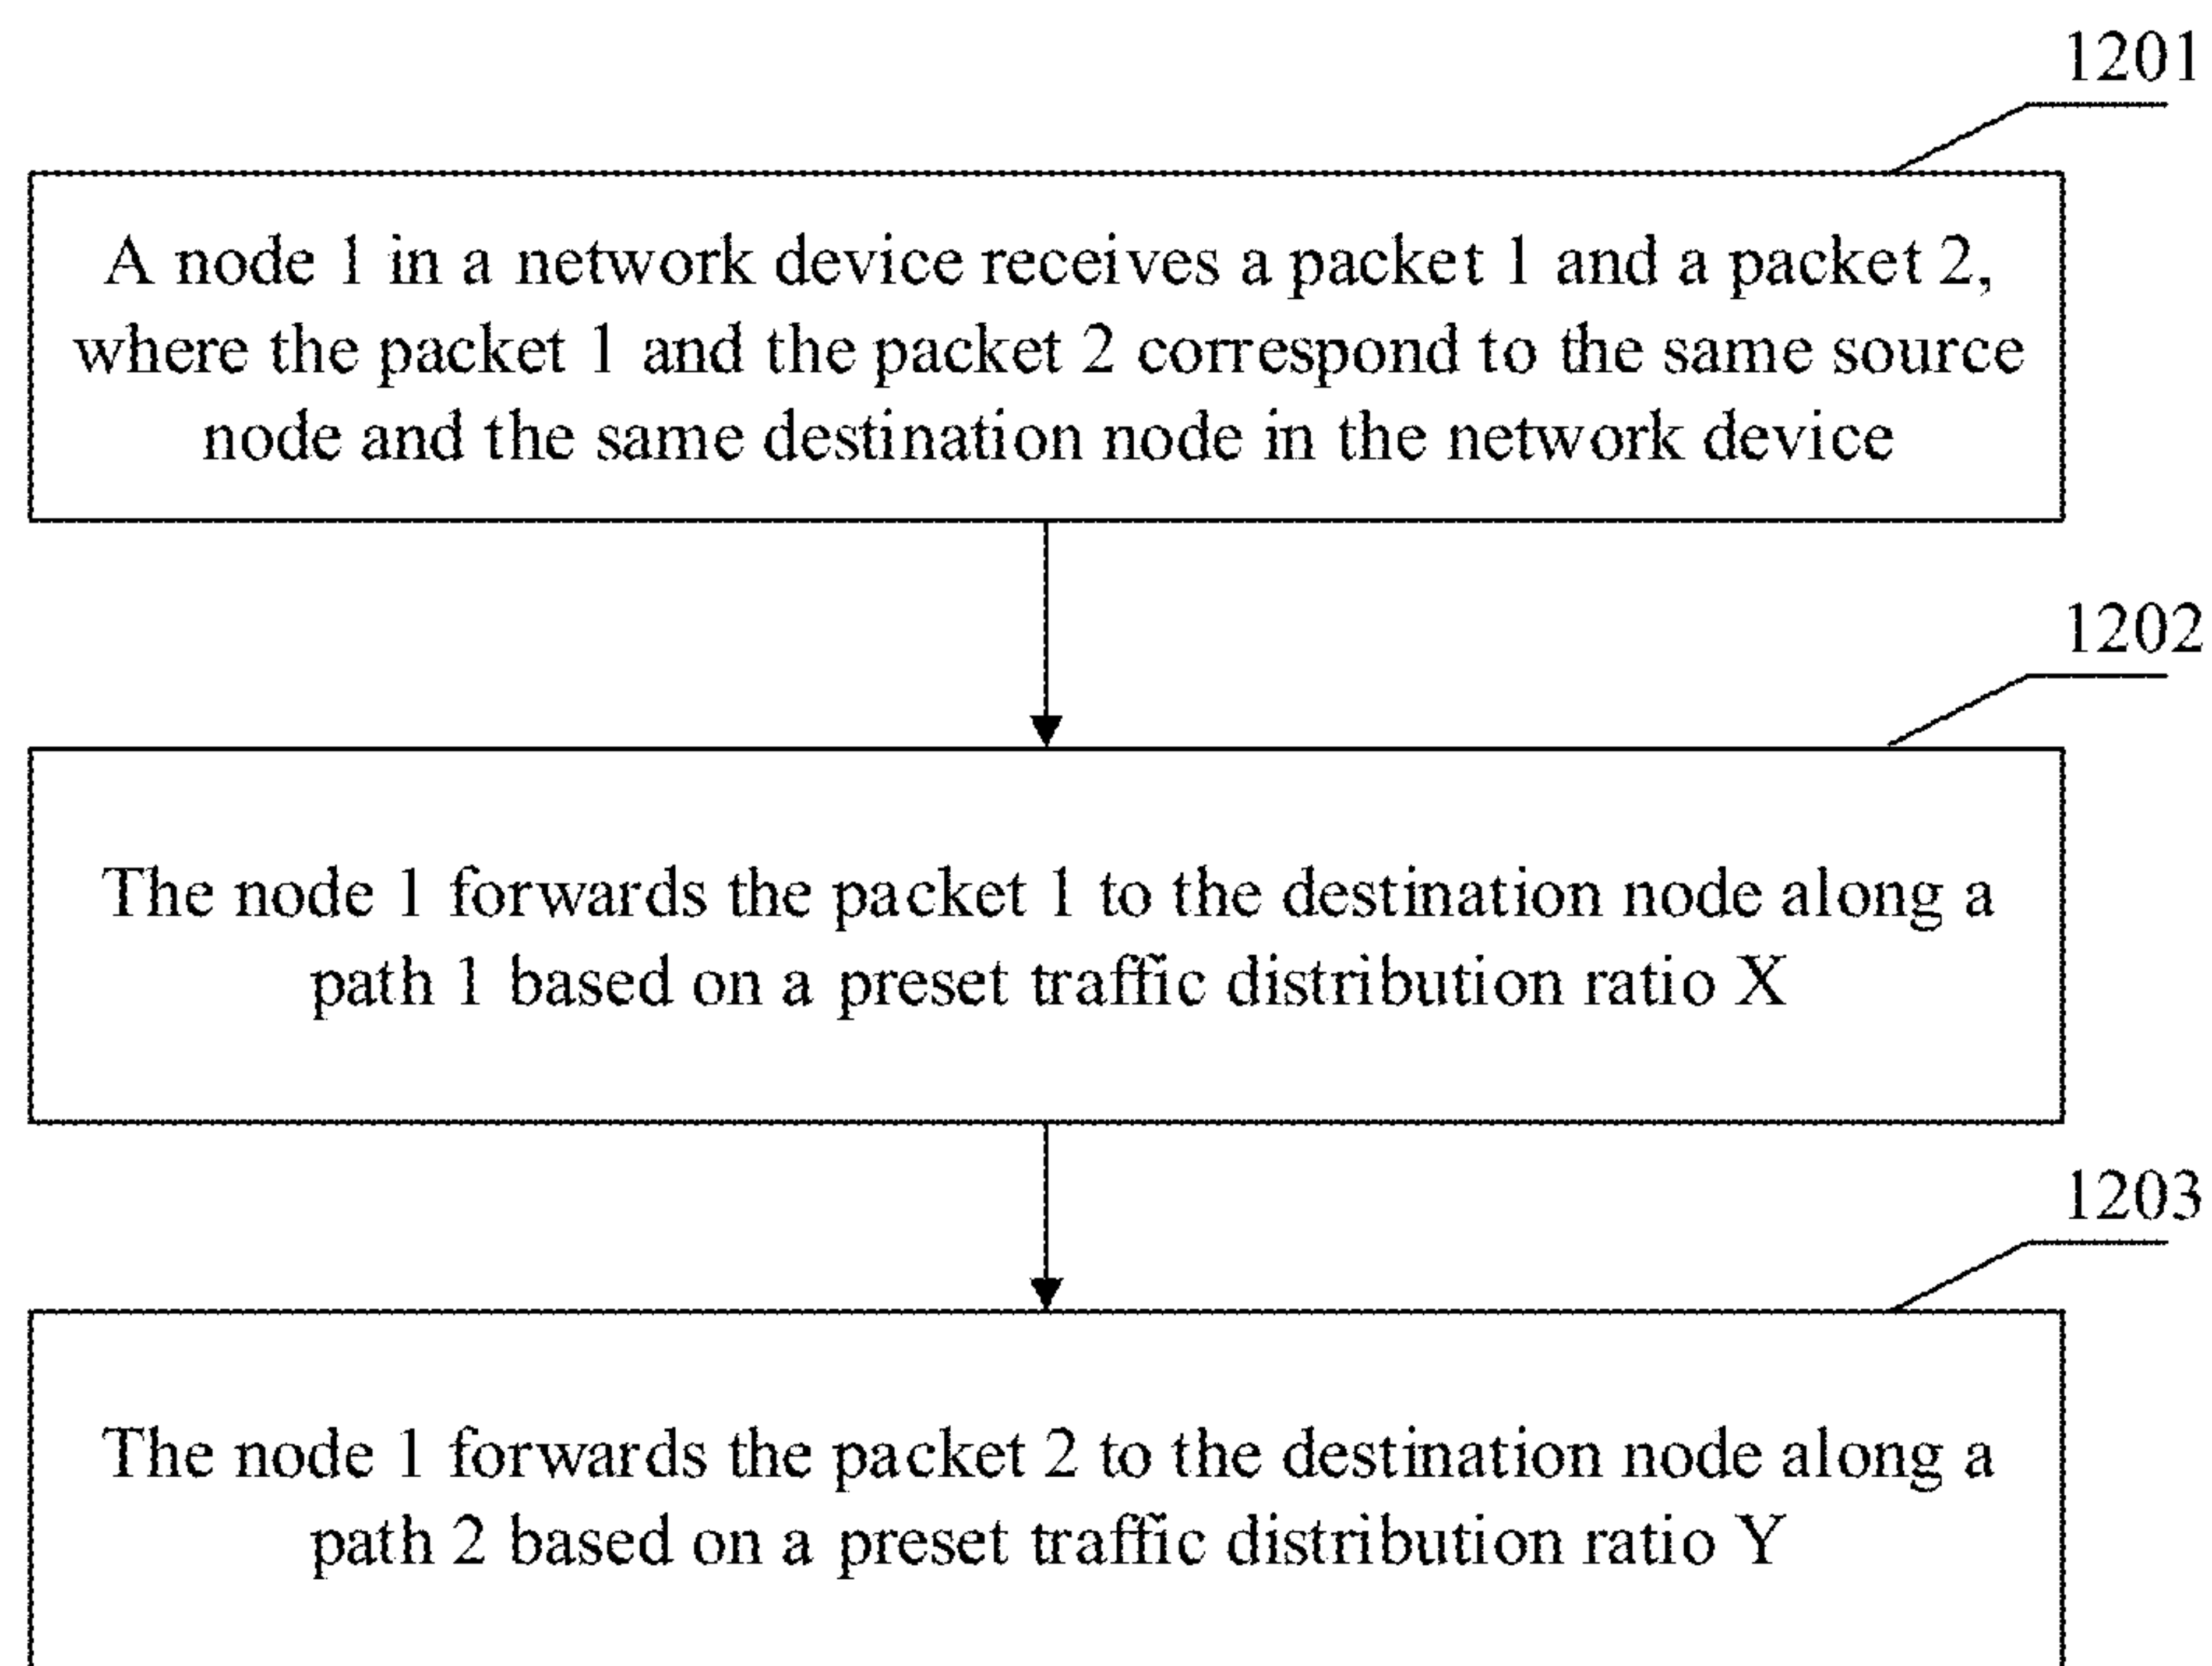 1201
A node 1 in a network device receives a packet 1 and a packet 2,
where the packet 1 and the packet 2 correspond to the same source
node and the same destination node in the network device
1202
The node 1 forwards the packet 1 to the destination node along a
path 1 based on a preset traffic distribution ratio X
1203
The node 1 forwards the packet 2 to the destination node along a
path 2 based on a preset traffic distribution ratio Y